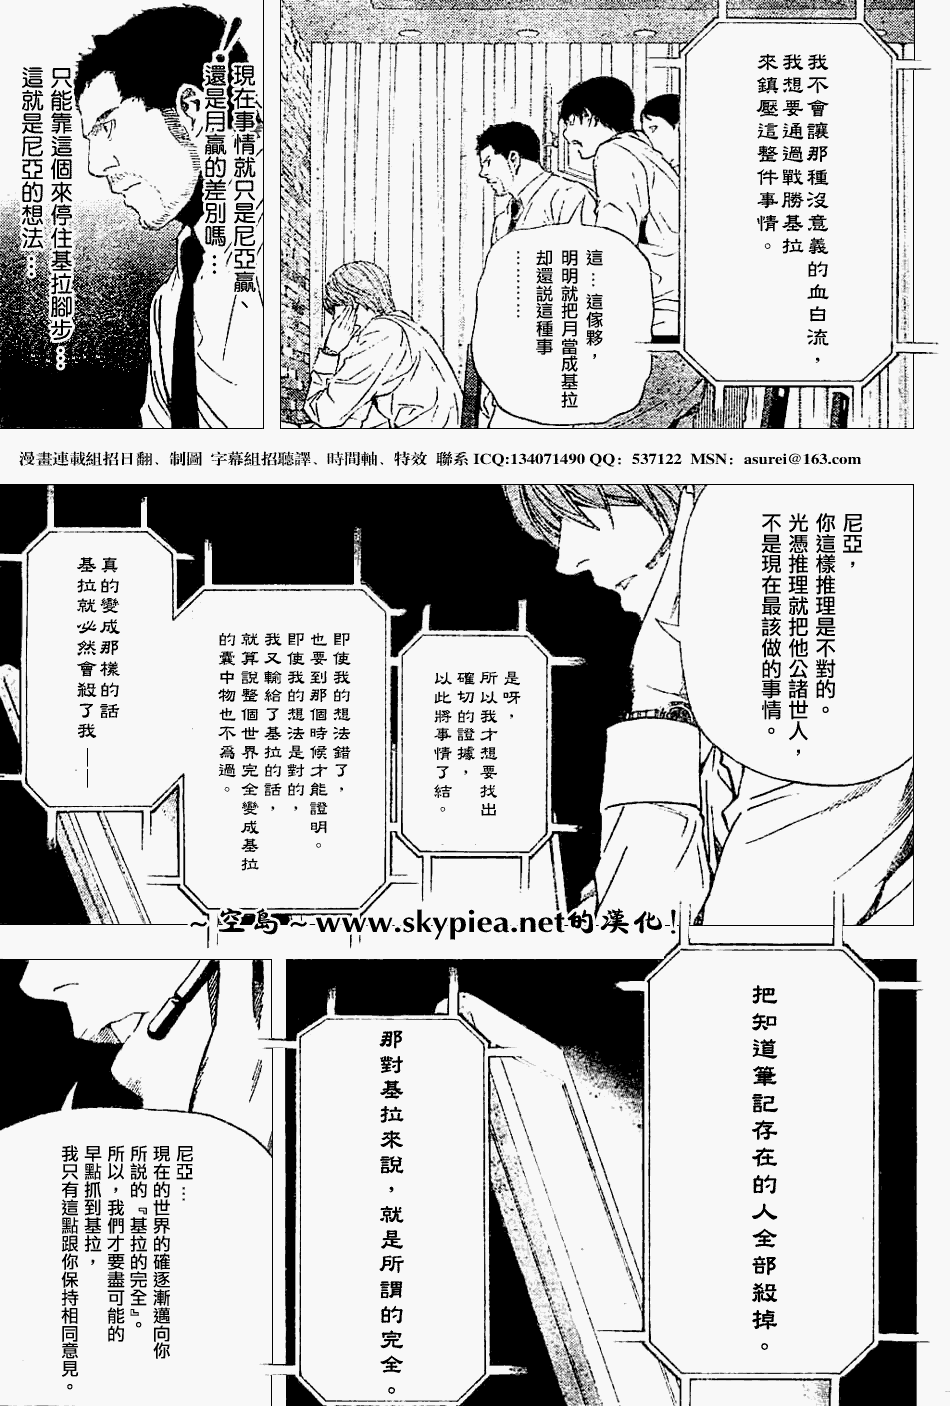 我不會讓那種沒意義的血白流，
我想要通過戰勝基拉
來鎮壓這整件事情。
這…這傢夥，
明明就把月當成基拉
却還說這種事
…………
現在事情就只是尼亞贏、
還是月贏的差別嗎…
只能靠這個來停住基拉腳步…
這就是尼亞的想法…
漫畫連載組招日翻、制圖 字幕組招聽譯、時間軸、特效 聯系 ICQ:134071490 QQ：537122 MSN：asurei@163.com
尼亞，
你這樣推理是不對的。
光憑推理就把他公諸世人，
不是現在最該做的事情。
是呀，
所以我才想要找出
確切的證據，
以此將事情了結。
即使我的想法錯了，
也要到那個時候才能證明。
即使我的想法是對的，
我又輸給了基拉的話，
就算說整個世界完全變成基拉
的囊中物也不爲過。
真的變成那樣的話
基拉就必然會殺了我——
~空島~www.skypiea.net的漢化！
把知道筆記存在的人全部殺掉。
那對基拉來說，就是所謂的完全。
尼亞…
現在的世界的確逐漸邁向你
所說的『基拉的完全』。
所以，我們才要盡可能的
早點抓到基拉，
我只有這點跟你保持相同意見。